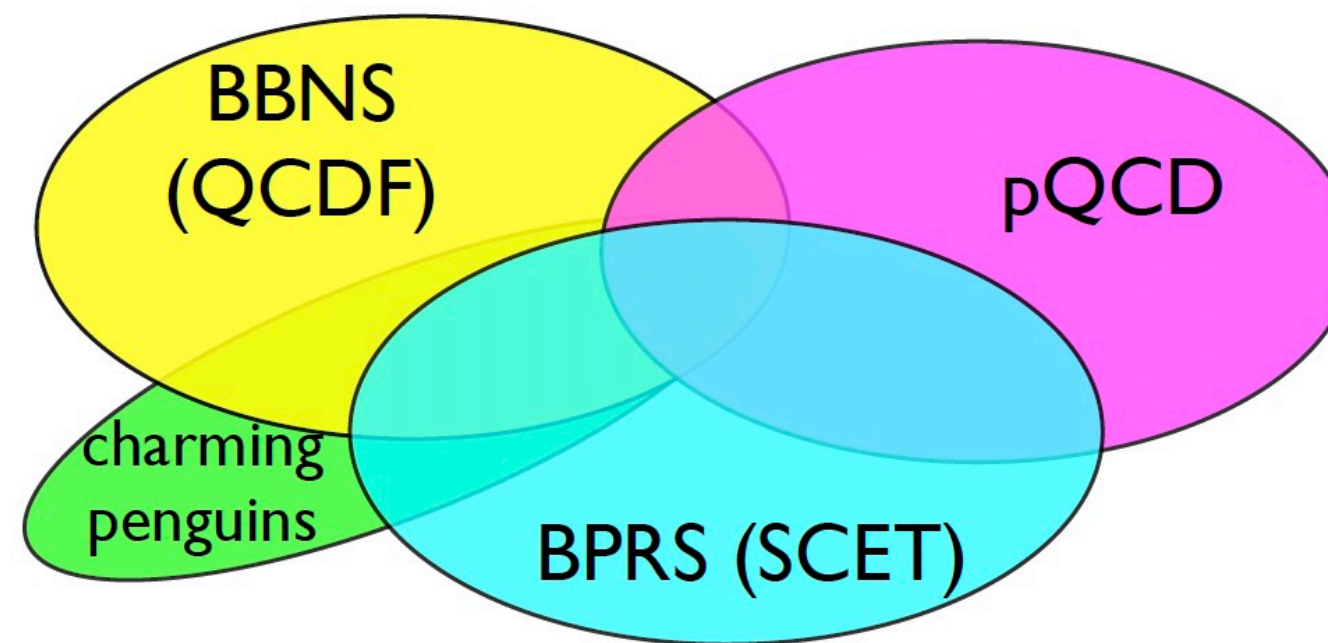 BBNS
(QCDF)
pQCD
charming
penguins
BPRS (SCET)